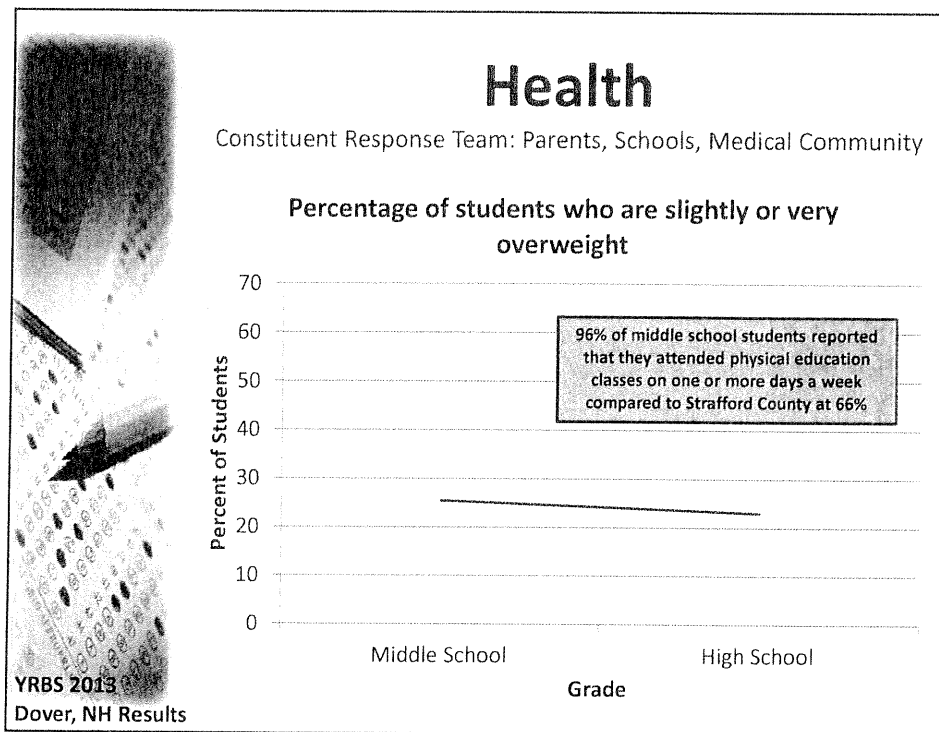 Health
Constituent Response Team: Parents, Schools, Medical Community
Percentage of students who are slightly or very
overweight
70
60
50
40
30
20
10
0
Percent of Students
96% of middle school students reported
that they attended physical education
classes on one or more days a week
compared to Strafford County at 66%
Middle School
High School
Grade
YRBS 2013
Dover, NH Results